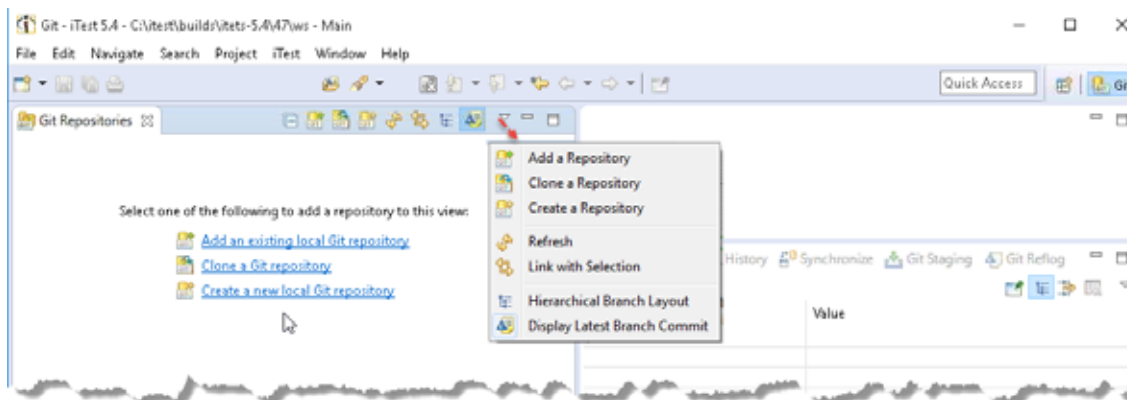 Git - iTest 5.4 - C:\itest\builds\itets-5.4\47\ws - Main
File Edit Navigate Search Project iTest Window Help
Quick Access
Git Repositories
Add a Repository
Clone a Repository
Create a Repository
Refresh
Link with Selection
Hierarchical Branch Layout
Display Latest Branch Commit
Select one of the following to add a repository to this view:
Add an existing local Git repository
Clone a Git repository
Create a new local Git repository
History Synchronize Git Staging Git Reflog
Value